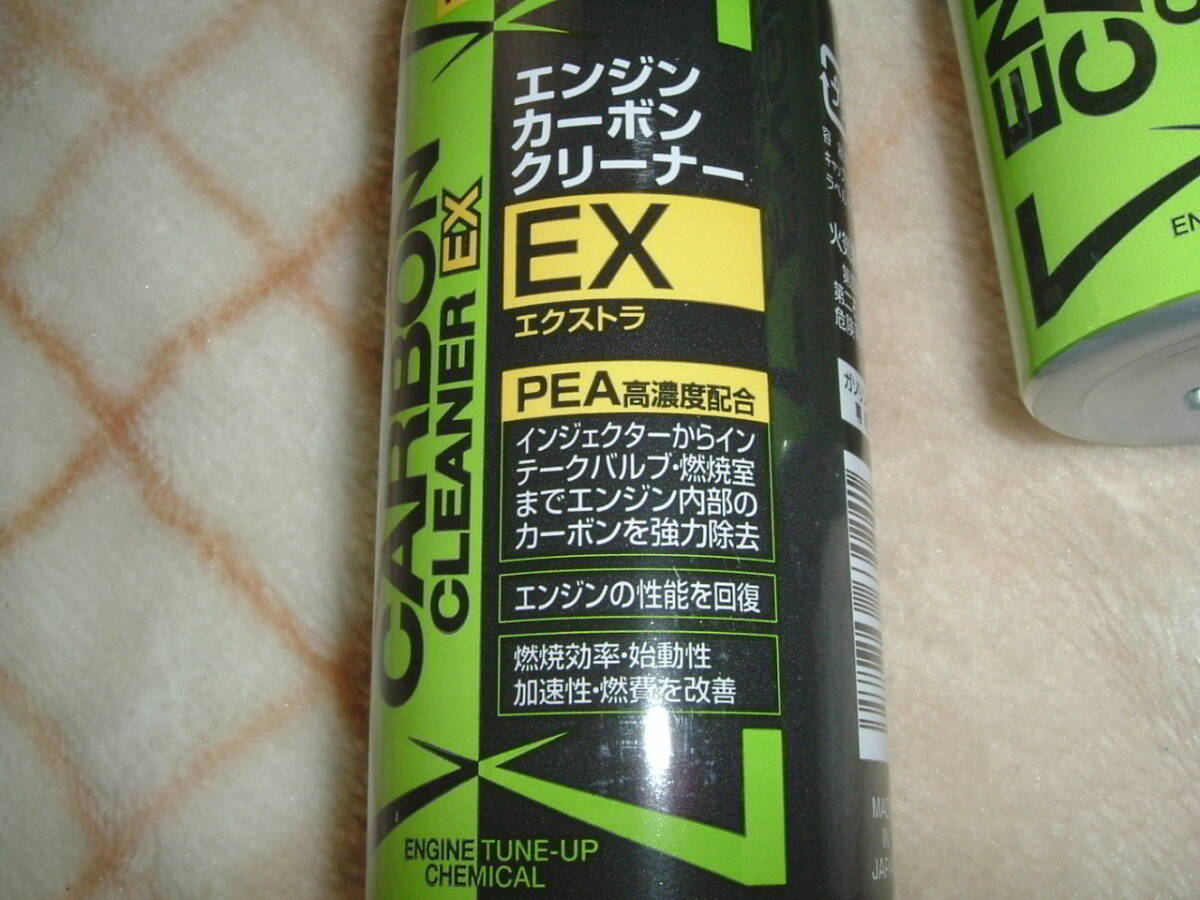 エンジン
カーボン
クリーナー
EX
エクストラ
PEA高濃度配合
インジェクターからイン
テークバルブ・燃焼室
までエンジン内部の
カーボンを強力除去
エンジンの性能を回復
燃焼効率・始動性
加速性・燃費を改善
CARBON
CLEANER EX
ENGINE TUNE-UP
CHEMICAL